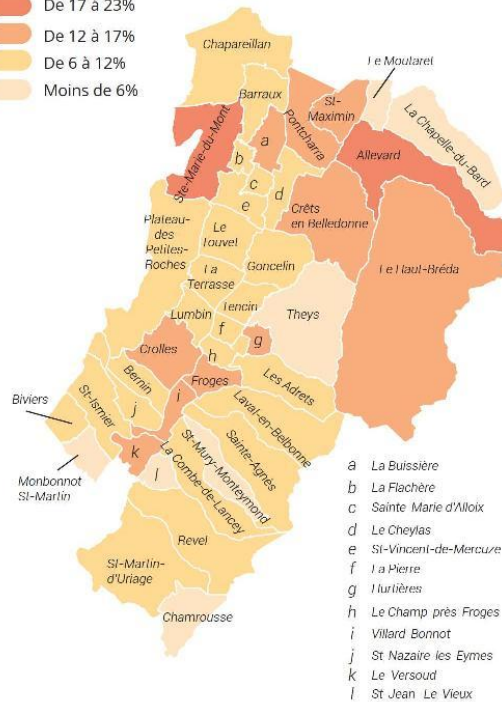 De 17 à 23%
De 12 à 17%
De 6 à 12%
Moins de 6%
Chapareillan
Le Moutaret
Barraux
St-
Maximin
La Chapelle-du-Bard
Pontcharra
Ste-Marie-du-Mont
a
b
Allevard
c
d
e
Crêts
en Belledonne
Plateau-
des
Petites-
Roches
Le
Touvet
Goncelin
Le Haut-Bréda
La
Terrasse
Tencin
Theys
Lumbin
f
g
Crolles
h
Froges
Les Adrets
Bernin
i
Biviers
St-Ismier
j
Laval-en-Belbonne
Sainte-Agnès
St-Mury-Monteymond
k
l
La Combe-de-Lancey
Monbonnot
St-Martin
Revel
St-Martin-
d'Uriage
Chamrousse
a La Buissière
b La Flachère
c Sainte Marie d'Alloix
d Le Cheylas
e St-Vincent-de-Mercuze
f La Pierre
g Hurtières
h Le Champ près Froges
i Villard Bonnot
j St Nazaire les Eymes
k Le Versoud
l St Jean Le Vieux